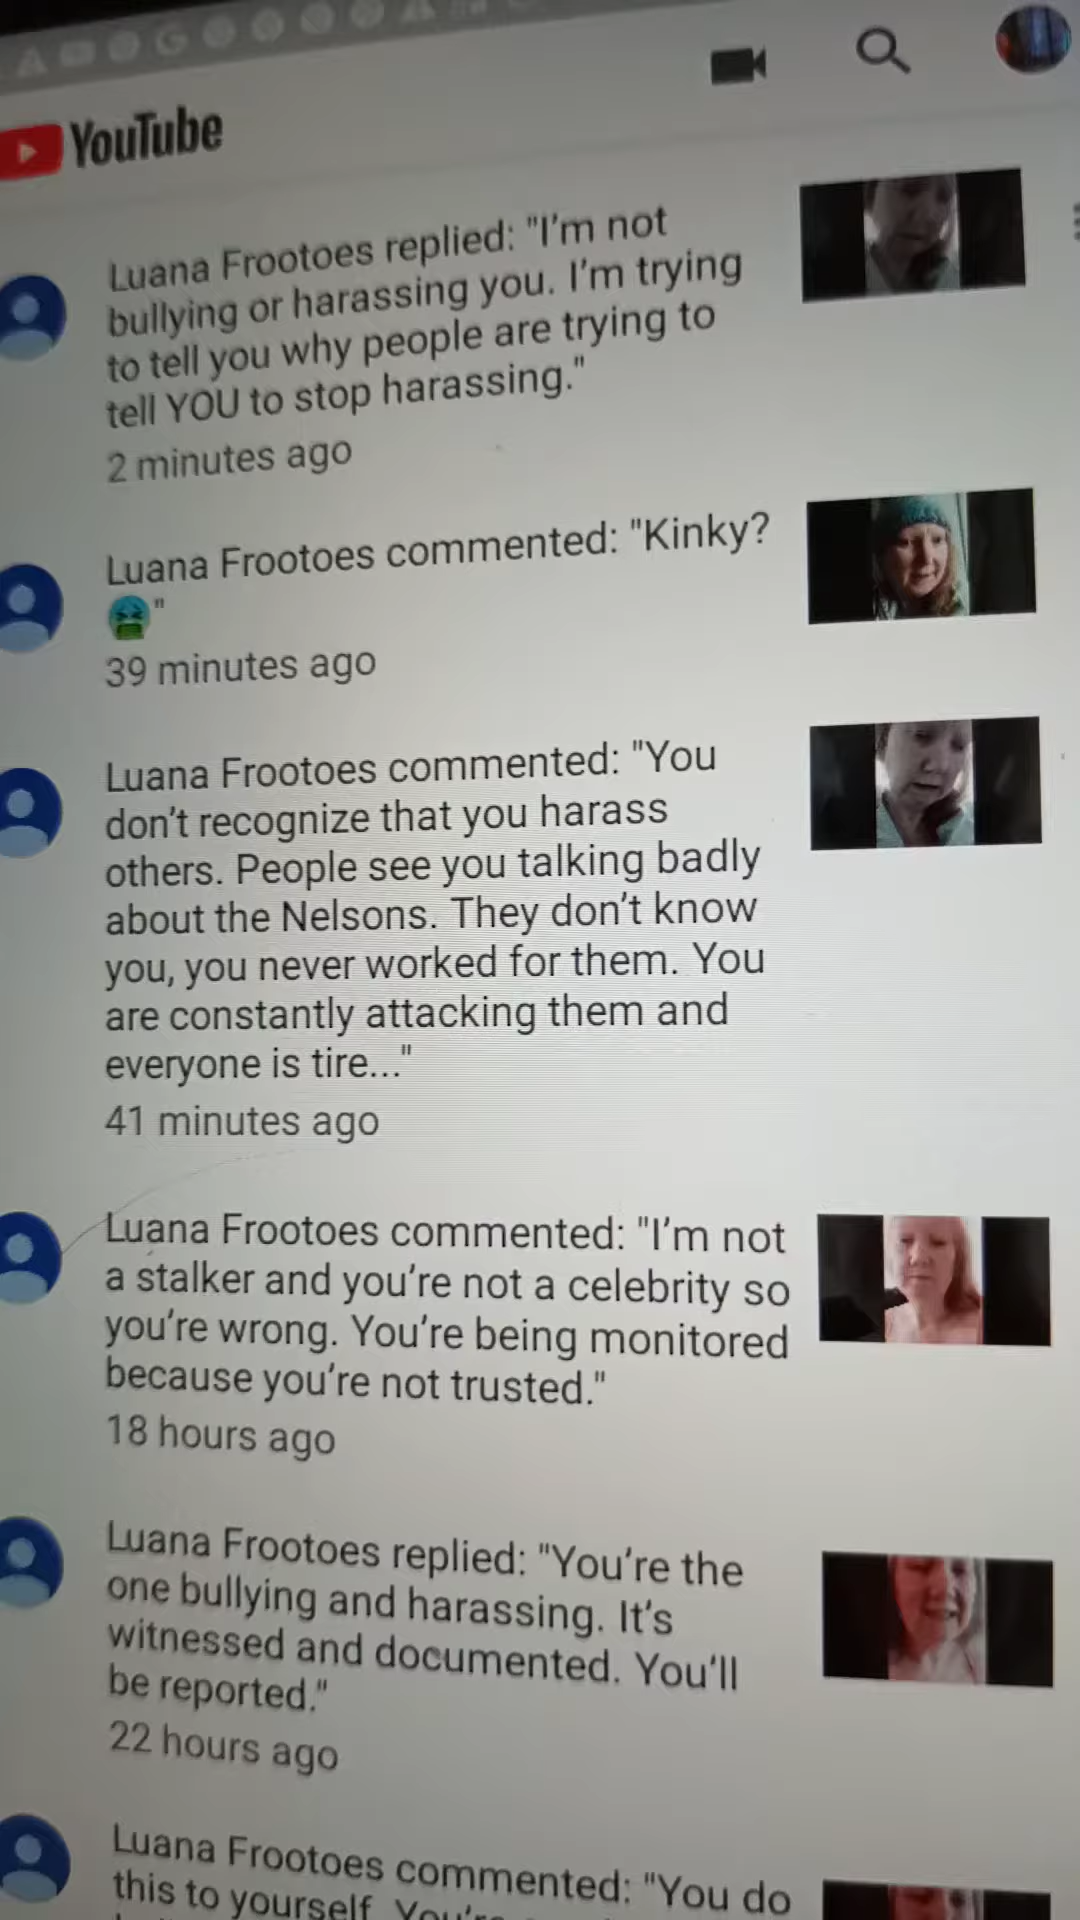 YouTube
Luana Frootoes replied: "I'm not
bullying or harassing you. I'm trying
to tell you why people are trying to
tell YOU to stop harassing."
2 minutes ago
Luana Frootoes commented: "Kinky?
🤮"
39 minutes ago
Luana Frootoes commented: "You
don't recognize that you harass
others. People see you talking badly
about the Nelsons. They don't know
you, you never worked for them. You
are constantly attacking them and
everyone is tire..."
41 minutes ago
Luana Frootoes commented: "I'm not
a stalker and you're not a celebrity so
you're wrong. You're being monitored
because you're not trusted."
18 hours ago
Luana Frootoes replied: "You're the
one bullying and harassing. It's
witnessed and documented. You'll
be reported."
22 hours ago
Luana Frootoes commented: "You do
this to yourself. You're